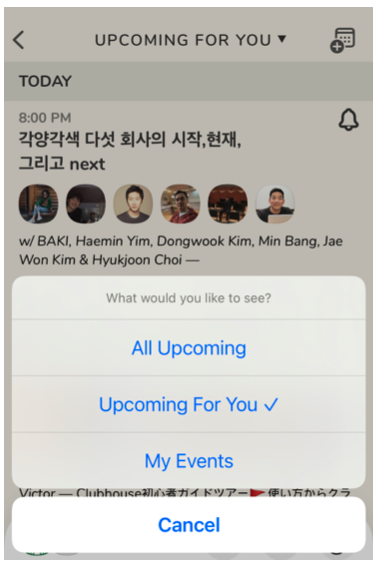 UPCOMING FOR YOU ▼
TODAY
8:00 PM
각양각색 다섯 회사의 시작,현재,
그리고 next
w/ BAKI, Haemin Yim, Dongwook Kim, Min Bang, Jae
Won Kim & Hyukjoon Choi —
What would you like to see?
All Upcoming
Upcoming For You ✓
My Events
Victor — Clubhouse初心者ガイドツアー🚩使い方からクラ
Cancel